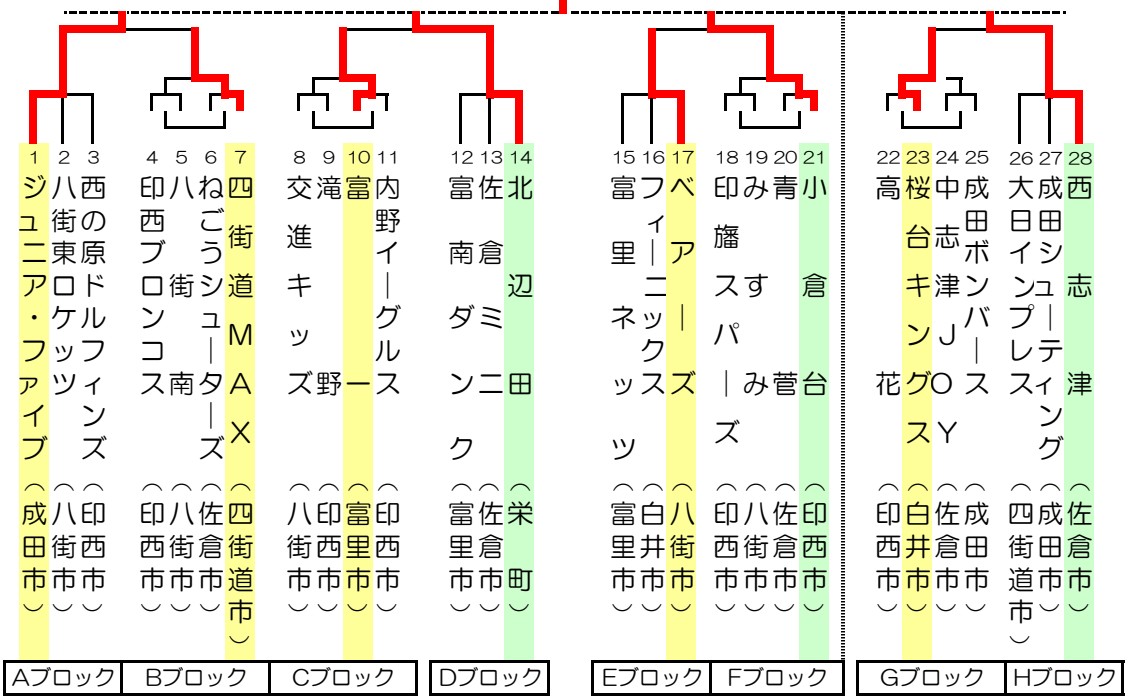 1 ジュニア・ファイブ（成田市）
2 八街東ロケッツ（八街市）
3 西の原ドルフィンズ（印西市）
4 印西ブロンコス（印西市）
5 八街南（八街市）
6 ねごうシューターズ（佐倉市）
7 四街道MAX（四街道市）
8 交進キッズ（八街市）
9 滝野（印西市）
10 富一（富里市）
11 内野イーグルス（印西市）
12 富南ダンク（富里市）
13 佐倉ミニ（佐倉市）
14 北辺田（栄町）
15 富里ネッツ（富里市）
16 フィーニックス（白井市）
17 ベアーズ（八街市）
18 印旛スパーズ（印西市）
19 みすみ（八街市）
20 青菅（佐倉市）
21 小倉台（印西市）
22 高花（印西市）
23 桜台キングス（白井市）
24 中志津JOY（佐倉市）
25 成田ボンバース（成田市）
26 大日インプレス（四街道市）
27 成田シューティング（成田市）
28 西志津（佐倉市）
Aブロック
Bブロック
Cブロック
Dブロック
Eブロック
Fブロック
Gブロック
Hブロック